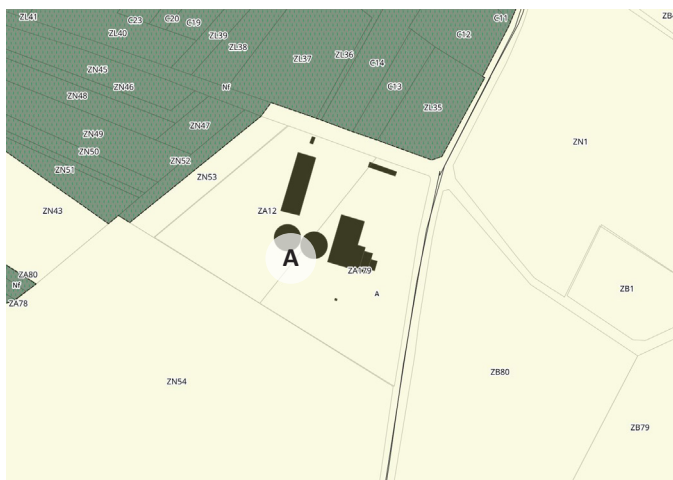 ZL41
C23
C20
C19
C11
ZB
ZL40
ZL39
C12
ZL38
ZL37
ZL36
C14
ZN45
ZN46
Nf
C13
ZN48
ZL35
ZN47
ZN49
ZN1
ZN50
ZN52
ZN51
ZN53
ZN43
ZA12
A
ZA179
ZA80
Nf
ZB1
A
ZA78
ZB80
ZN54
ZB79